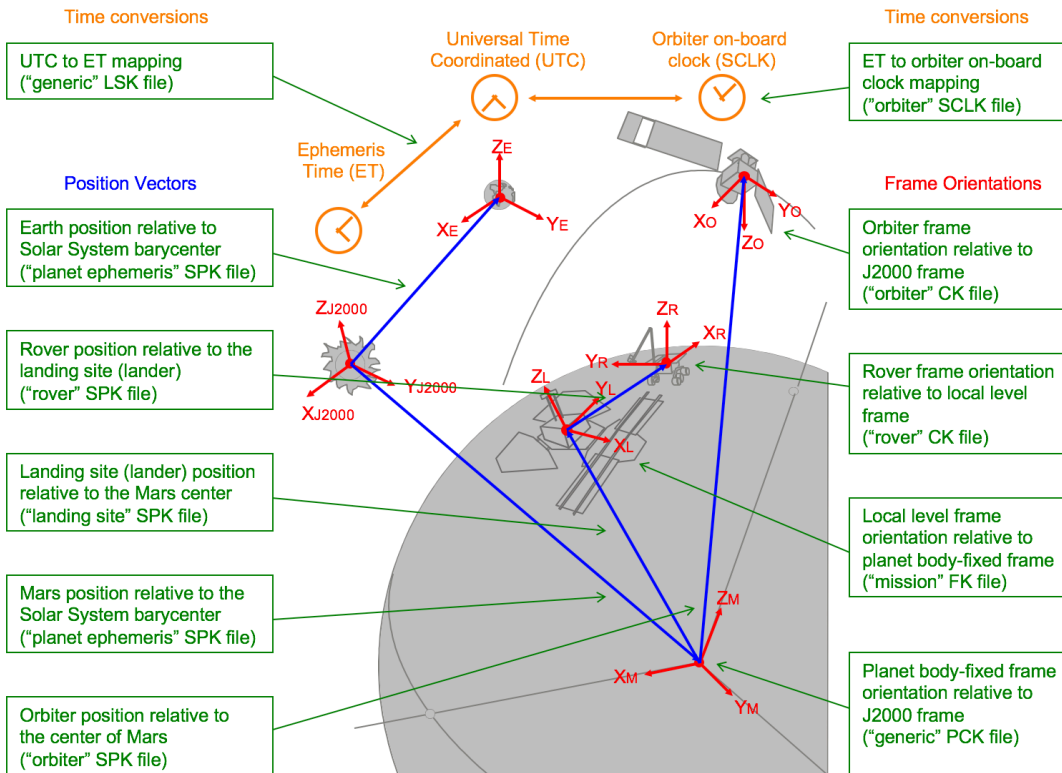 Time conversions
UTC to ET mapping
(“generic” LSK file)
Universal Time
Coordinated (UTC)
Orbiter on-board
clock (SCLK)
Time conversions
ET to orbiter on-board
clock mapping
(”orbiter” SCLK file)
Ephemeris
Time (ET)
Position Vectors
Earth position relative to
Solar System barycenter
(“planet ephemeris” SPK file)
Rover position relative to the
landing site (lander)
(“rover” SPK file)
Landing site (lander) position
relative to the Mars center
(“landing site” SPK file)
Mars position relative to the
Solar System barycenter
(“planet ephemeris” SPK file)
Orbiter position relative to
the center of Mars
(“orbiter” SPK file)
ZE
XE
YE
XO
YO
ZO
ZJ2000
YJ2000
XJ2000
ZR
XR
YR
ZL
YL
XL
ZM
XM
YM
Frame Orientations
Orbiter frame
orientation relative to
J2000 frame
(“orbiter” CK file)
Rover frame orientation
relative to local level
frame
(“rover” CK file)
Local level frame
orientation relative to
planet body-fixed frame
(“mission” FK file)
Planet body-fixed frame
orientation relative to
J2000 frame
(“generic” PCK file)